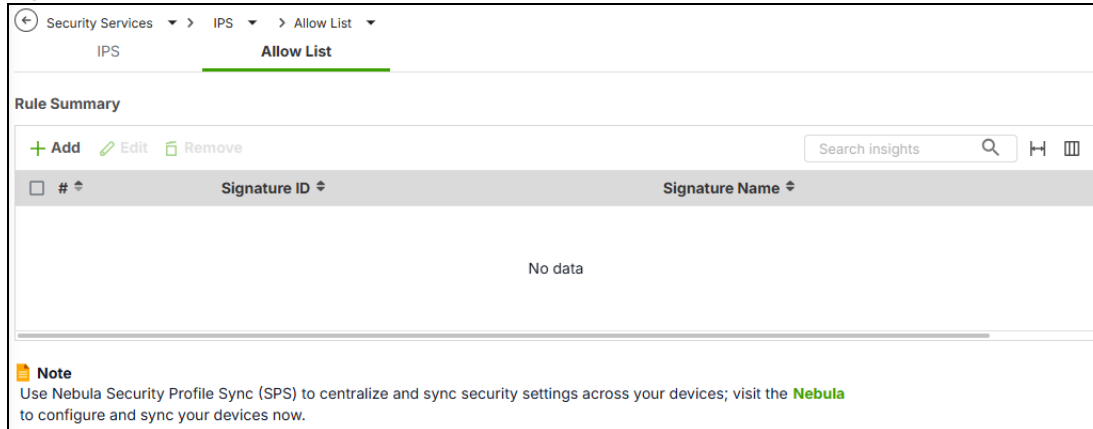 Security Services > IPS > Allow List
IPS Allow List
Rule Summary
+ Add Edit Remove Search insights
# Signature ID Signature Name
No data
Note
Use Nebula Security Profile Sync (SPS) to centralize and sync security settings across your devices; visit the Nebula
to configure and sync your devices now.